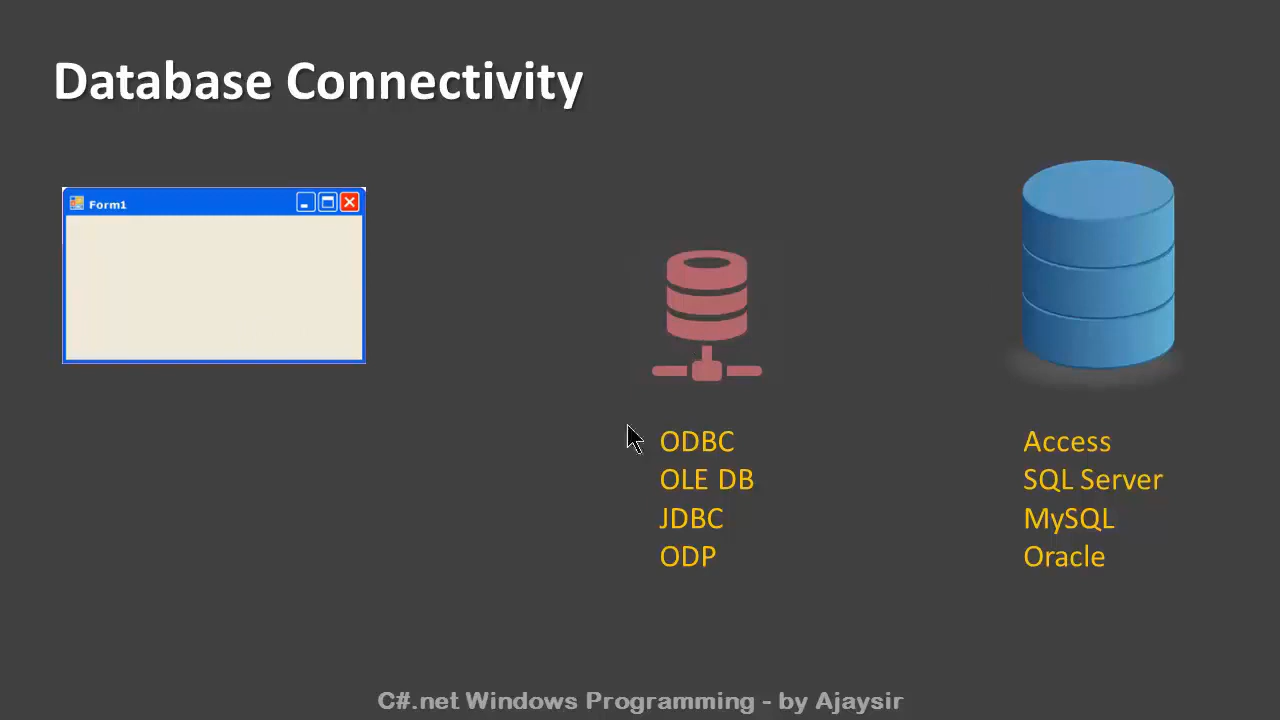 Database Connectivity
Form1
ODBC
OLE DB
JDBC
ODP
Access
SQL Server
MySQL
Oracle
C#.net Windows Programming - by Ajaysir